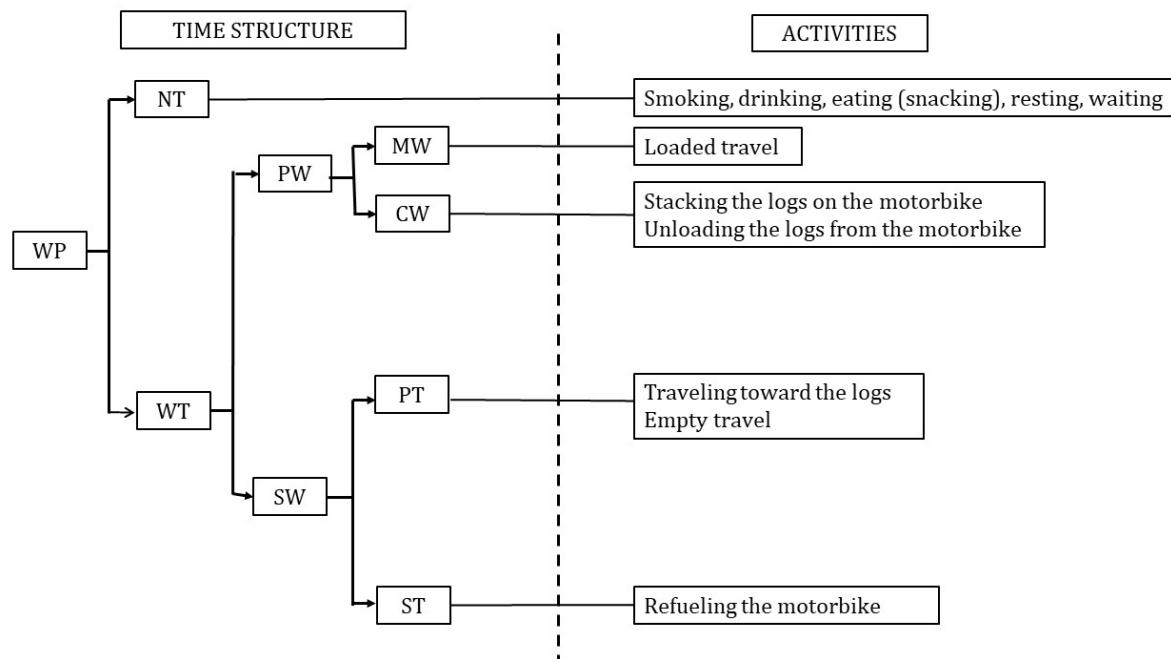 TIME STRUCTURE
ACTIVITIES
NT
Smoking, drinking, eating (snacking), resting, waiting
MW
Loaded travel
PW
CW
Stacking the logs on the motorbike
Unloading the logs from the motorbike
WP
WT
PT
Traveling toward the logs
Empty travel
SW
ST
Refueling the motorbike